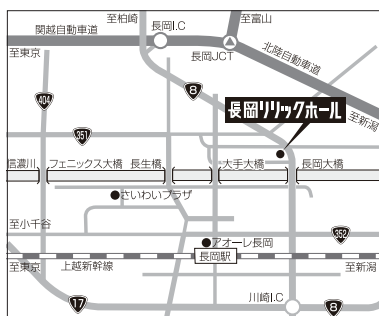 至柏崎
至富山
関越自動車道
長岡I.C
至東京
長岡JCT
北陸自動車道
8
404
至新潟
長岡リリックホール
351
信濃川
フェニックス大橋
長生橋
大手大橋
長岡大橋
さいわいプラザ
至小千谷
352
アオーレ長岡
長岡駅
至東京
上越新幹線
至新潟
17
川崎I.C
8